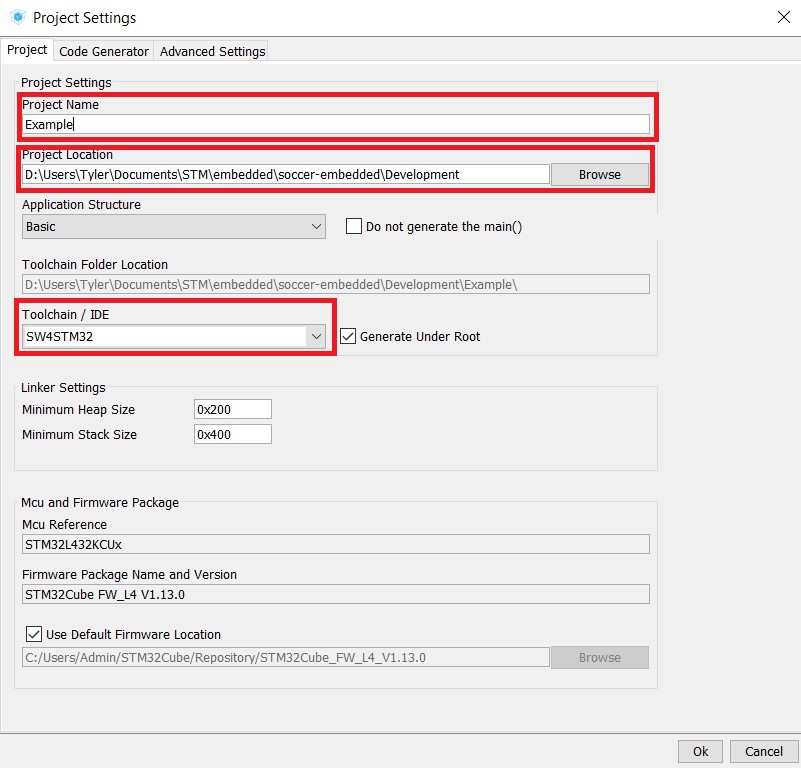 Project Settings
Project Code Generator Advanced Settings
Project Settings
Project Name
Example
Project Location
D:\Users\Tyler\Documents\STM\embedded\soccer-embedded\Development Browse
Application Structure
Basic Do not generate the main()
Toolchain Folder Location
D:\Users\Tyler\Documents\STM\embedded\soccer-embedded\Development\Example\
Toolchain / IDE
SW4STM32 Generate Under Root
Linker Settings
Minimum Heap Size 0x200
Minimum Stack Size 0x400
Mcu and Firmware Package
Mcu Reference
STM32L432KCUx
Firmware Package Name and Version
STM32Cube FW_L4 V1.13.0
Use Default Firmware Location
C:/Users/Admin/STM32Cube/Repository/STM32Cube_FW_L4_V1.13.0 Browse
Ok Cancel